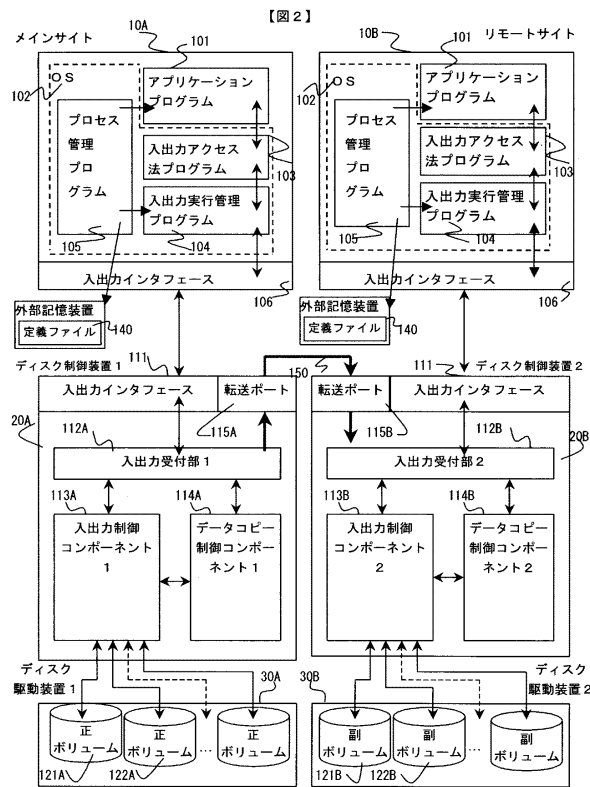 【図２】
メインサイト
10A
101
ＯＳ
102
アプリケーション
プログラム
プロセス
管理
プロ
グラム
入出力アクセス
法プログラム
103
入出力実行管理
プログラム
105
104
入出力インタフェース
106
外部記憶装置
定義ファイル
140
リモートサイト
10B
101
ＯＳ
102
アプリケーション
プログラム
プロセス
管理
プロ
グラム
入出力アクセス
法プログラム
103
入出力実行管理
プログラム
105
104
入出力インタフェース
106
外部記憶装置
定義ファイル
140
ディスク制御装置１
111
150
入出力インタフェース
転送ポート
20A
112A
115A
入出力受付部１
113A
114A
入出力制御
コンポーネント
１
データコピー
制御コンポー
ネント１
ディスク制御装置２
111
転送ポート
入出力インタフェース
115B
112B
20B
入出力受付部２
113B
114B
入出力制御
コンポーネント
２
データコピー
制御コンポー
ネント２
ディスク
駆動装置１
30A
正
ボリューム
正
ボリューム
…
正
ボリューム
121A
122A
ディスク
駆動装置２
30B
副
ボリューム
副
ボリューム
…
副
ボリューム
121B
122B